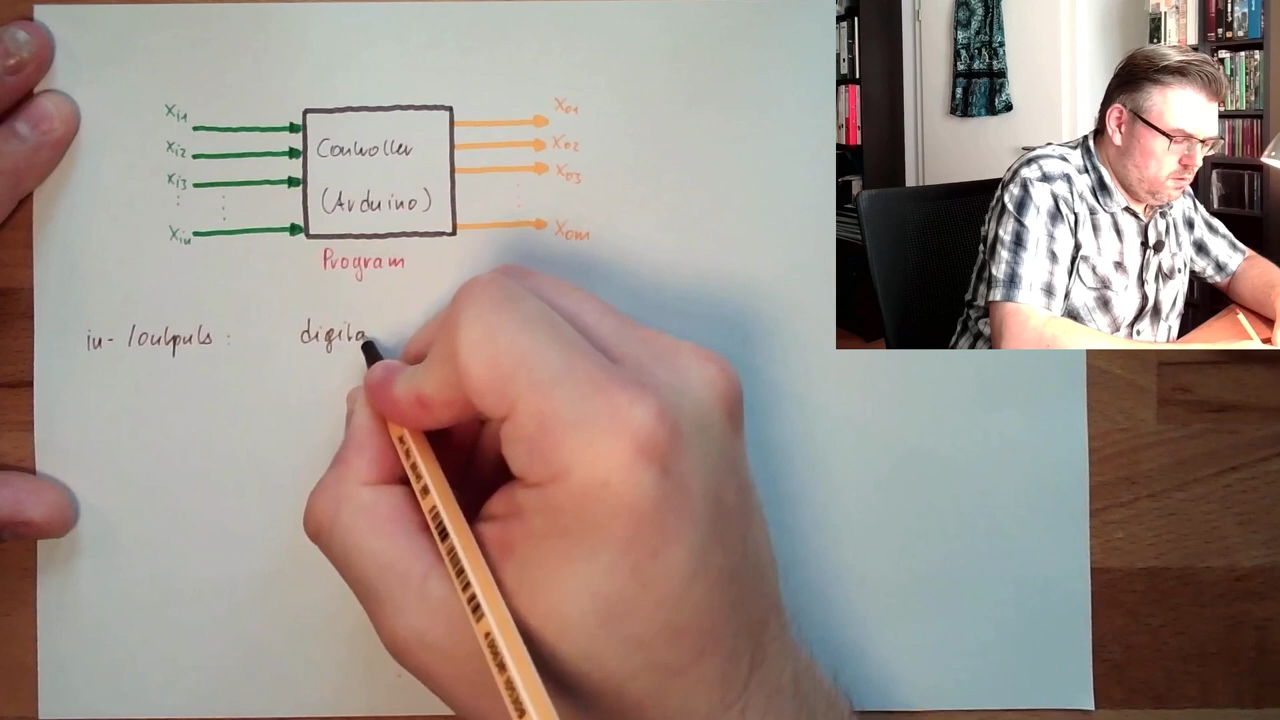 Xi1
Xi2
Xi3
Xin
Controller
(Arduino)
Program
Xo1
Xo2
Xo3
Xom
in- /outputs : digita